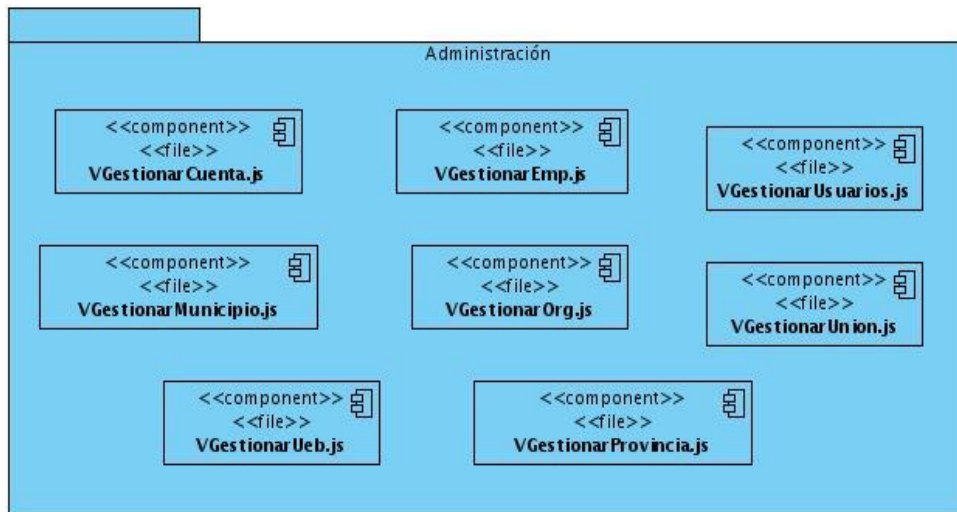 Administración
<<component>>
<<file>>
VGestionarCuenta.js
<<component>>
<<file>>
VGestionarEmp.js
<<component>>
<<file>>
VGestionarUsuarios.js
<<component>>
<<file>>
VGestionarMunicipio.js
<<component>>
<<file>>
VGestionarOrg.js
<<component>>
<<file>>
VGestionarUnion.js
<<component>>
<<file>>
VGestionarUeb.js
<<component>>
<<file>>
VGestionarProvincia.js